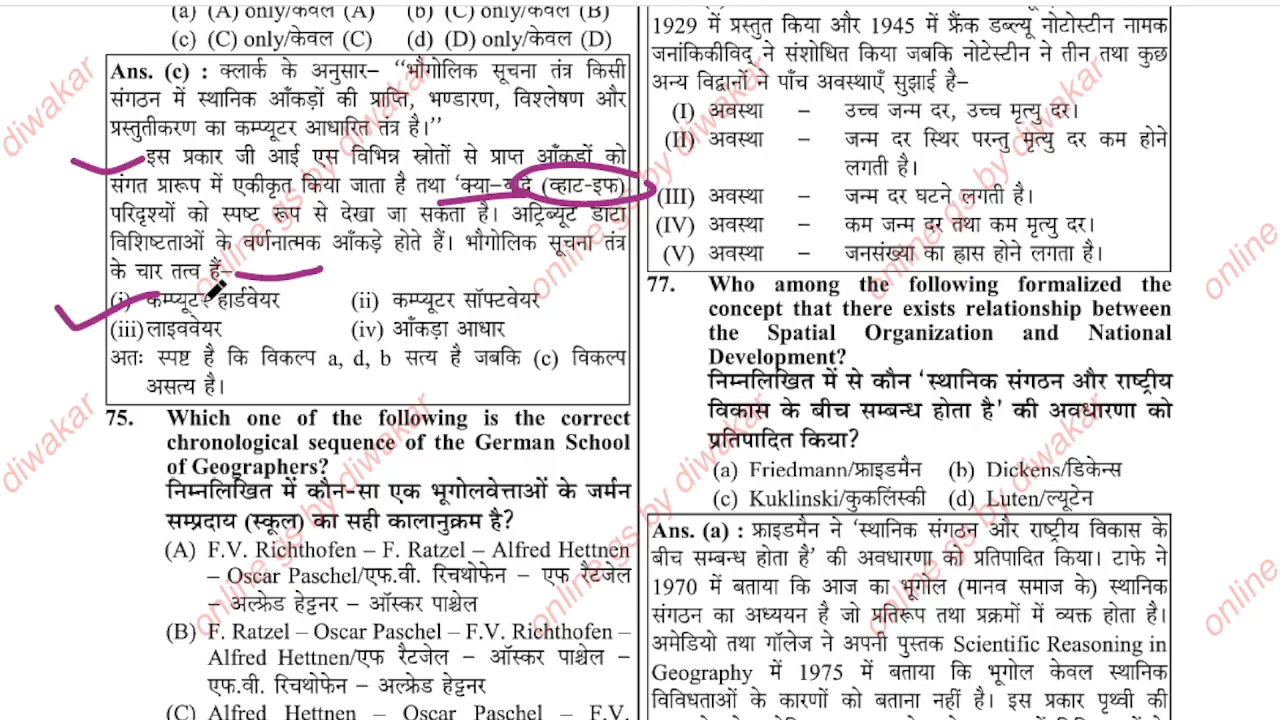 (a) (A) only/केवल (A) (b) (C) only/केवल (B)
(c) (C) only/केवल (C) (d) (D) only/केवल (D)
Ans. (c) : क्लार्क के अनुसार– ‘‘भौगोलिक सूचना तंत्र किसी
संगठन में स्थानिक आँकड़ों की प्राप्ति, भण्डारण, विश्लेषण और
प्रस्तुतीकरण का कम्प्यूटर आधारित तंत्र है।’’
इस प्रकार जी आई एस विभिन्न स्रोतों से प्राप्त आँकड़ों को
संगत प्रारूप में एकीकृत किया जाता है तथा ‘क्या–यदि (व्हाट-इफ)
परिदृश्यों को स्पष्ट रूप से देखा जा सकता है। अट्रिब्यूट डाटा
विशिष्टताओं के वर्णनात्मक आँकड़े होते हैं। भौगोलिक सूचना तंत्र
के चार तत्व हैं–
(i) कम्प्यूटर हार्डवेयर (ii) कम्प्यूटर सॉफ्टवेयर
(iii) लाइववेयर (iv) आँकड़ा आधार
अतः स्पष्ट है कि विकल्प a, d, b सत्य है जबकि (c) विकल्प
असत्य है।
75. Which one of the following is the correct
chronological sequence of the German School
of Geographers?
निम्नलिखित में कौन-सा एक भूगोलवेत्ताओं के जर्मन
सम्प्रदाय (स्कूल) का सही कालानुक्रम है?
(A) F.V. Richthofen – F. Ratzel – Alfred Hettnen
– Oscar Paschel/एफ.वी. रिचथोफेन – एफ रैटजेल
– अल्फ्रेड हेट्टनर – ऑस्कर पाश्चेल
(B) F. Ratzel – Oscar Paschel – F.V. Richthofen –
Alfred Hettnen/एफ रैटजेल – ऑस्कर पाश्चेल –
एफ.वी. रिचथोफेन – अल्फ्रेड हेट्टनर
(C) Alfred Hettnen – Oscar Paschel – F.V.
1929 में प्रस्तुत किया और 1945 में फ्रैंक डब्ल्यू नोटोस्टीन नामक
जनांकिकीविद् ने संशोधित किया जबकि नोटेस्टीन ने तीन तथा कुछ
अन्य विद्वानों ने पाँच अवस्थाएँ सुझाई है–
(I) अवस्था – उच्च जन्म दर, उच्च मृत्यु दर।
(II) अवस्था – जन्म दर स्थिर परन्तु मृत्यु दर कम होने
लगती है।
(III) अवस्था – जन्म दर घटने लगती है।
(IV) अवस्था – कम जन्म दर तथा कम मृत्यु दर।
(V) अवस्था – जनसंख्या का ह्रास होने लगता है।
77. Who among the following formalized the
concept that there exists relationship between
the Spatial Organization and National
Development?
निम्नलिखित में से कौन ‘स्थानिक संगठन और राष्ट्रीय
विकास के बीच सम्बन्ध होता है’ की अवधारणा को
प्रतिपादित किया?
(a) Friedmann/फ्राइडमैन (b) Dickens/डिकेन्स
(c) Kuklinski/कुकलिंस्की (d) Luten/ल्यूटेन
Ans. (a) : फ्राइडमैन ने ‘स्थानिक संगठन और राष्ट्रीय विकास के
बीच सम्बन्ध होता है’ की अवधारणा को प्रतिपादित किया। टाफे ने
1970 में बताया कि आज का भूगोल (मानव समाज के) स्थानिक
संगठन का अध्ययन है जो प्रतिरूप तथा प्रक्रमों में व्यक्त होता है।
अमेडियो तथा गॉलेज ने अपनी पुस्तक Scientific Reasoning in
Geography में 1975 में बताया कि भूगोल केवल स्थानिक
विविधताओं के कारणों को बताना नहीं है। इस प्रकार पृथ्वी की
online gs by diwakar